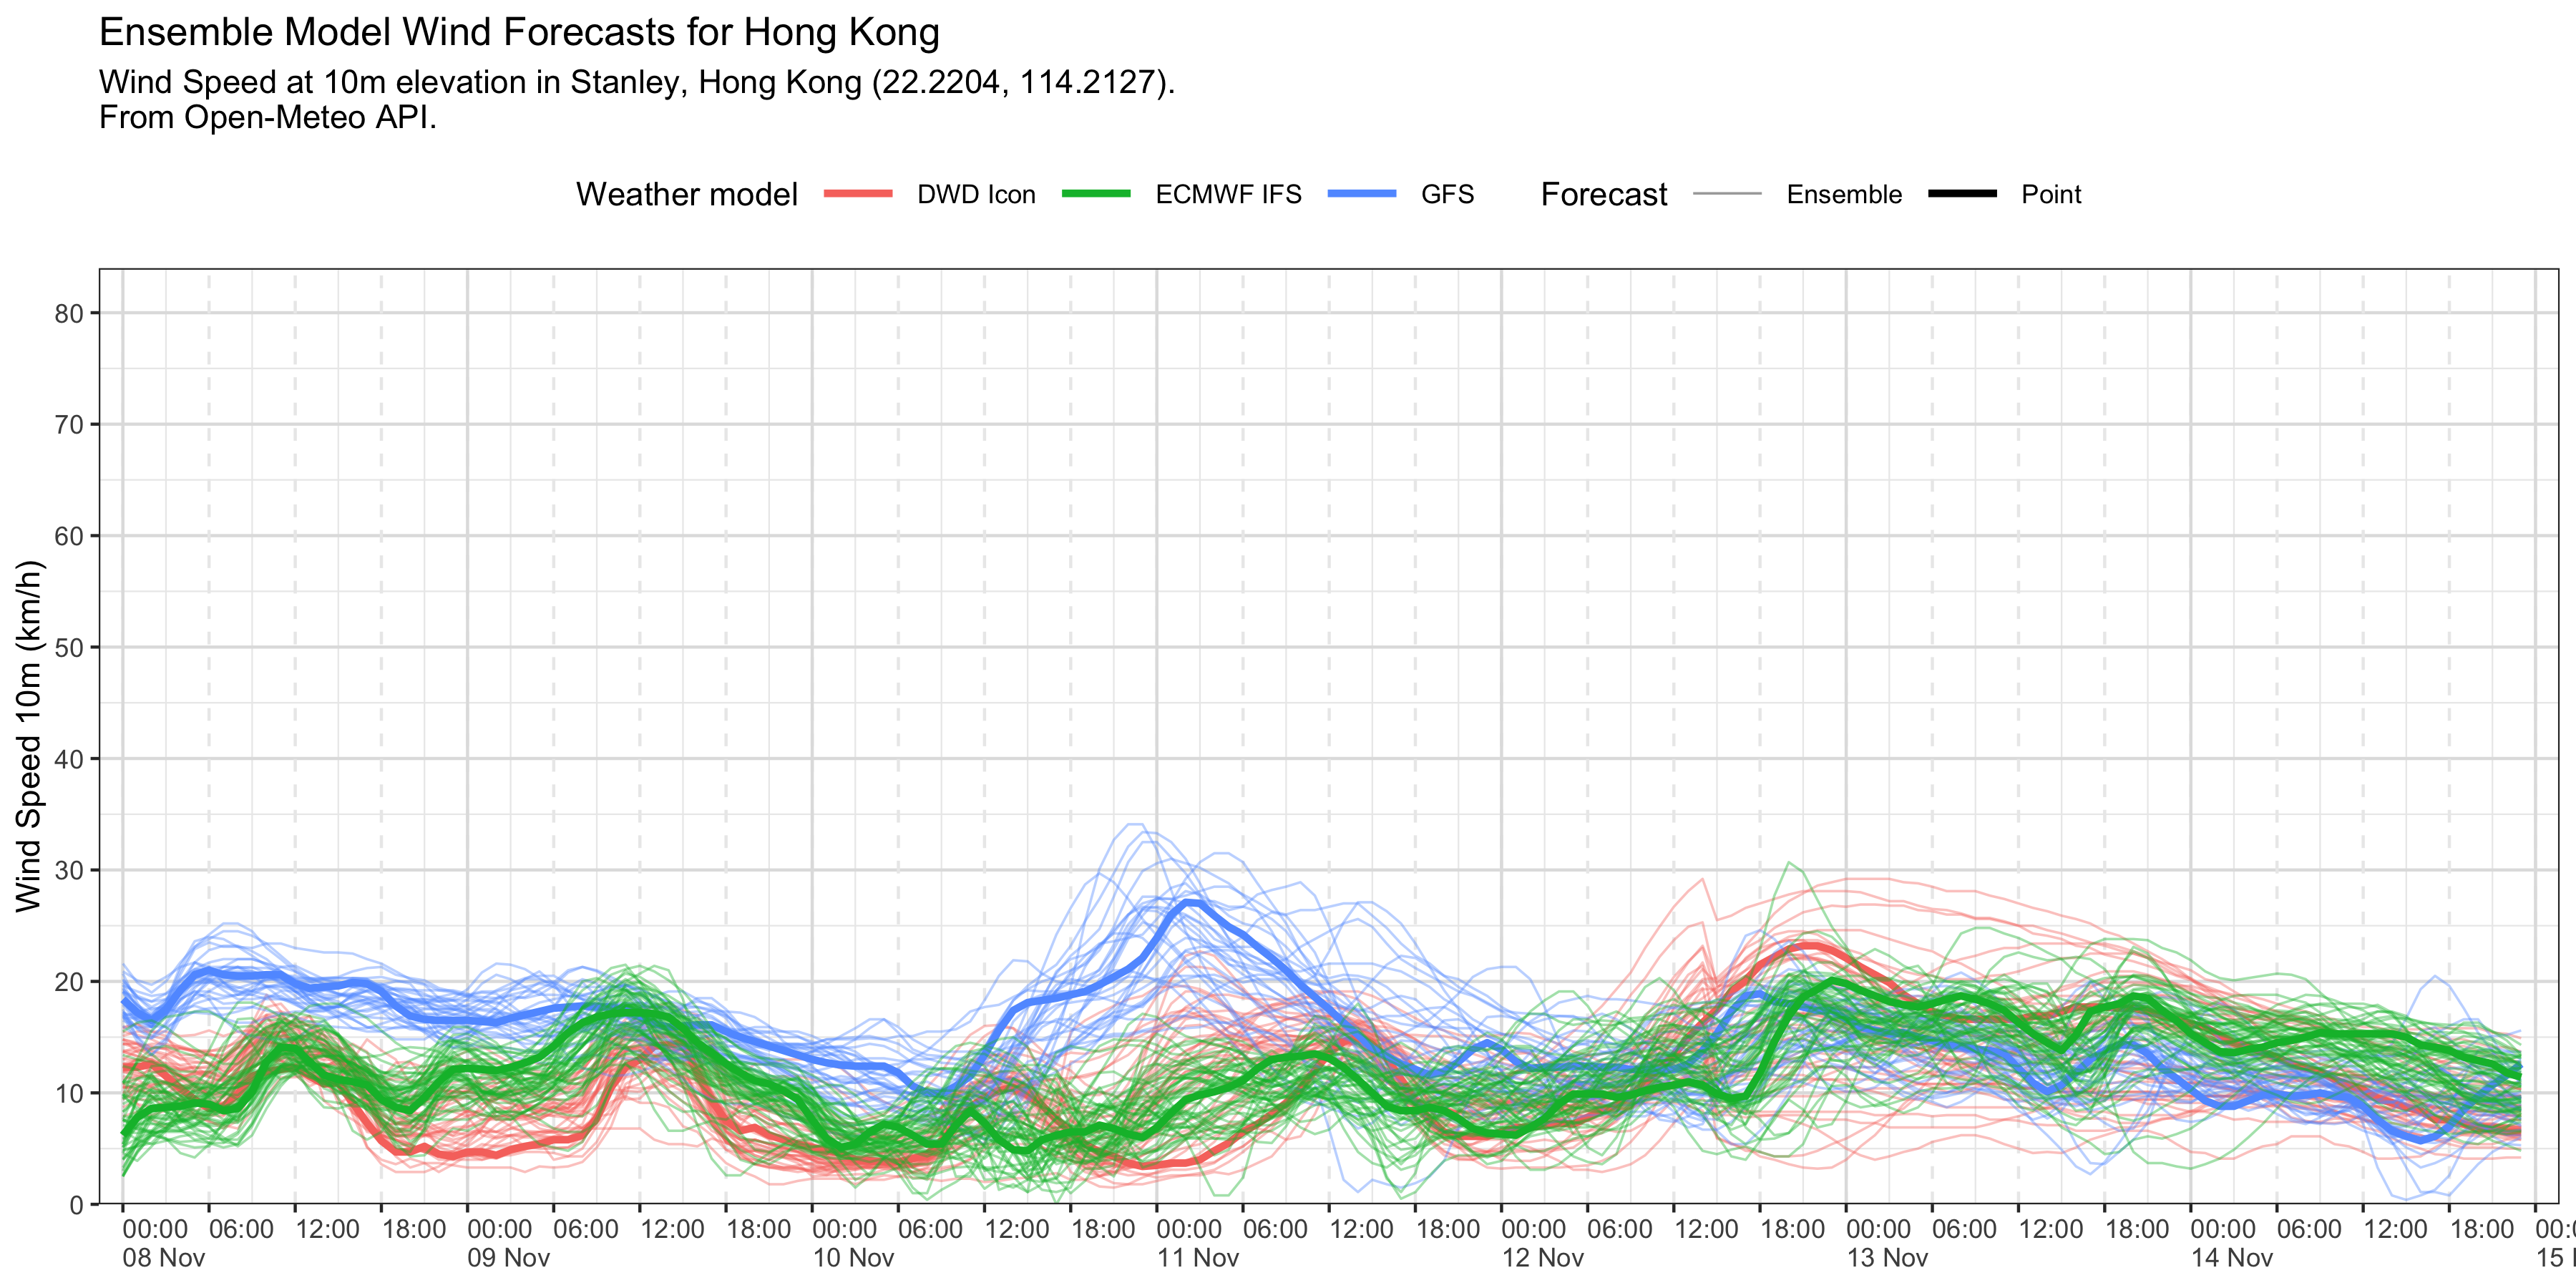 Ensemble Model Wind Forecasts for Hong Kong
Wind Speed at 10m elevation in Stanley, Hong Kong (22.2204, 114.2127).
From Open-Meteo API.
Weather model DWD Icon ECMWF IFS GFS Forecast Ensemble Point
Wind Speed 10m (km/h)
80
70
60
50
40
30
20
10
0
00:00 06:00 12:00 18:00 00:00 06:00 12:00 18:00 00:00 06:00 12:00 18:00 00:00 06:00 12:00 18:00 00:00 06:00 12:00 18:00 00:00 06:00 12:00 18:00 00:00 06:00 12:00 18:00 00:0
08 Nov 09 Nov 10 Nov 11 Nov 12 Nov 13 Nov 14 Nov 15